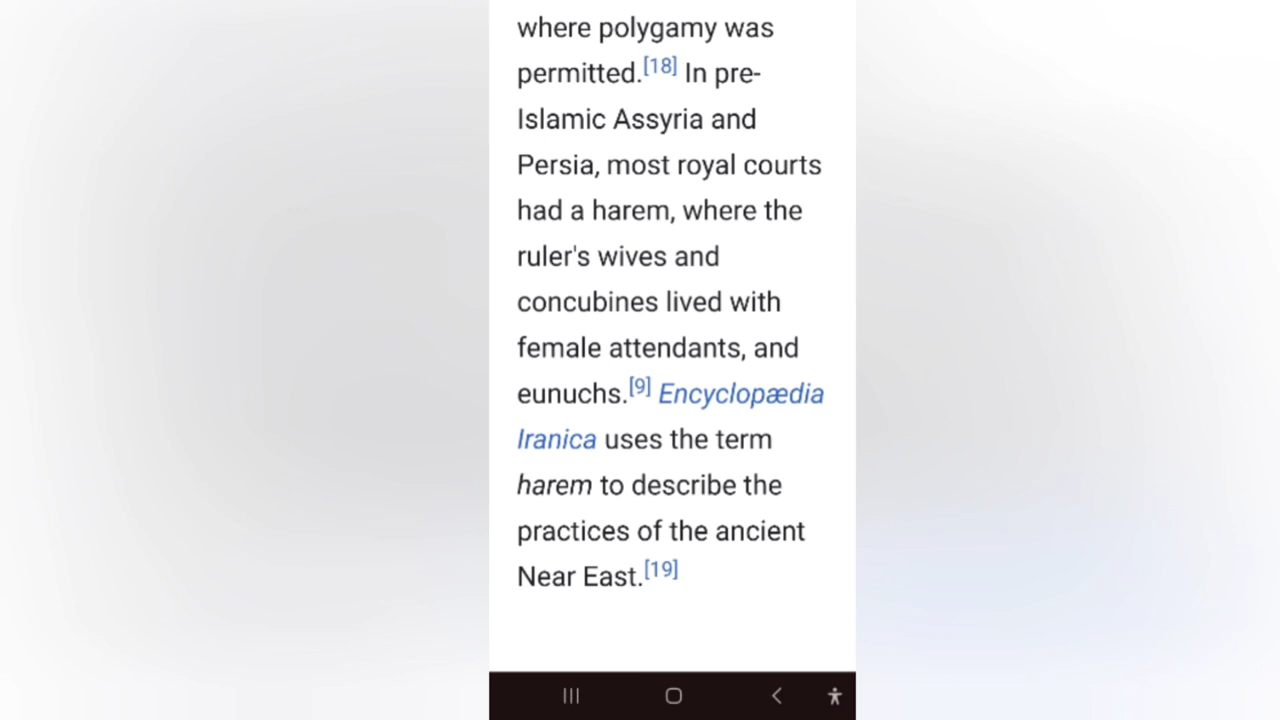 where polygamy was
permitted.[18] In pre-
Islamic Assyria and
Persia, most royal courts
had a harem, where the
ruler's wives and
concubines lived with
female attendants, and
eunuchs.[9] Encyclopædia
Iranica uses the term
harem to describe the
practices of the ancient
Near East.[19]